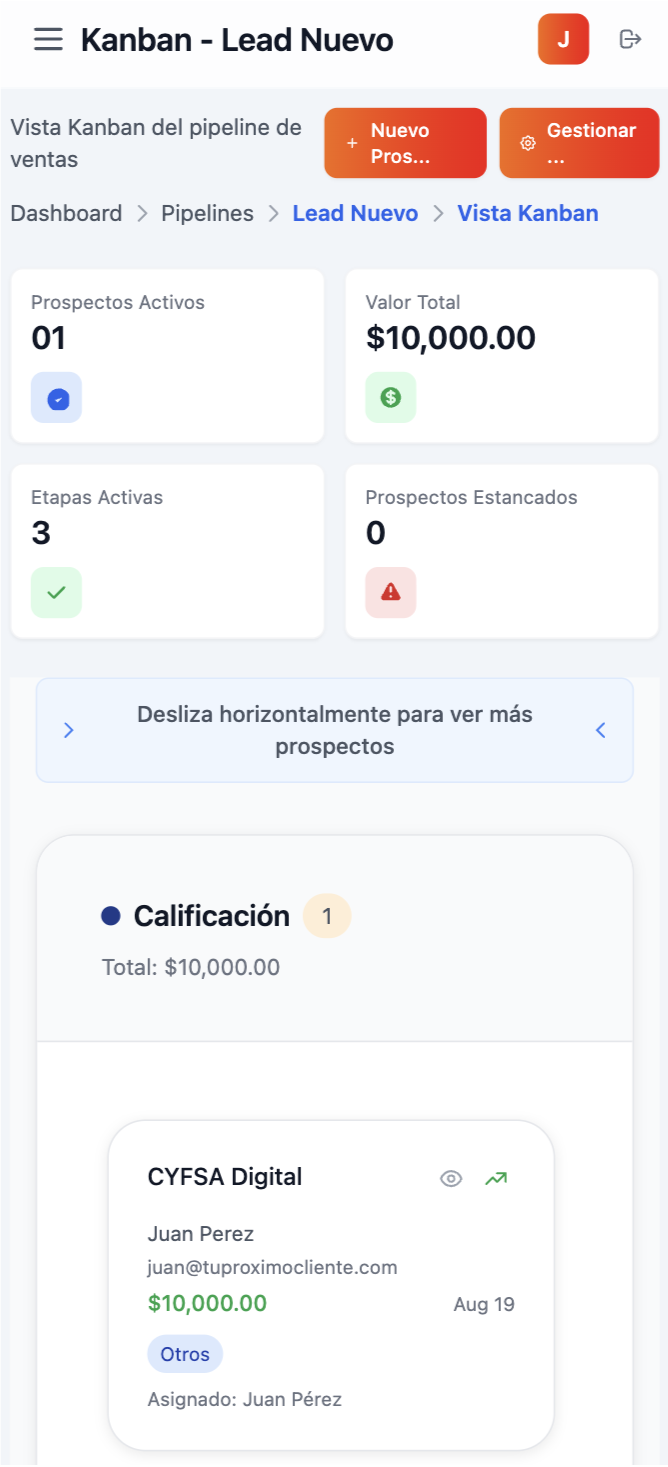 Kanban - Lead Nuevo
J
Vista Kanban del pipeline de
ventas
+ Nuevo
Pros...
Gestionar
...
Dashboard > Pipelines > Lead Nuevo > Vista Kanban
Prospectos Activos
01
Valor Total
$10,000.00
$
Etapas Activas
3
Prospectos Estancados
0
Desliza horizontalmente para ver más
prospectos
Calificación 1
Total: $10,000.00
CYFSA Digital
Juan Perez
juan@tuproximocliente.com
$10,000.00 Aug 19
Otros
Asignado: Juan Pérez